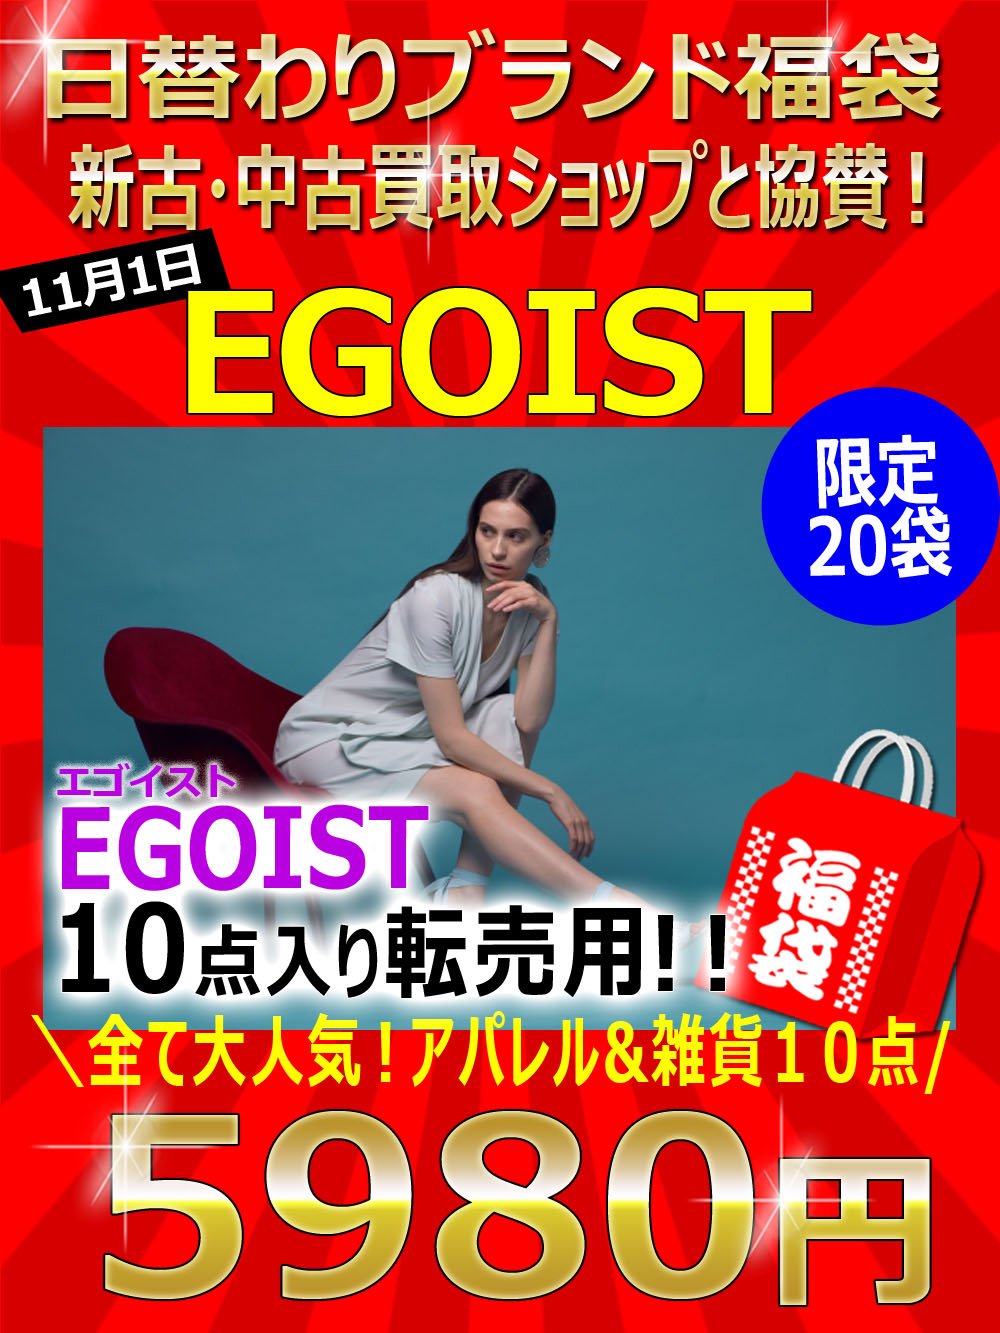 日替わりブランド福袋
新古・中古買取ショップと協賛！
11月1日
EGOIST
限定
20袋
エゴイスト
EGOIST
10点入り転売用！！
福袋
\全て大人気！アパレル＆雑貨１０点/
5980円